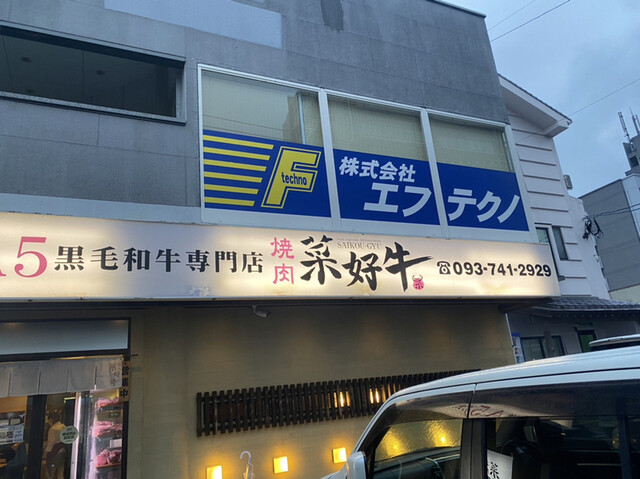 F
techno
株式会社
エフテクノ
A5黒毛和牛専門店
焼肉
菜好牛
SAIKOU-GYU
☎093-741-2929